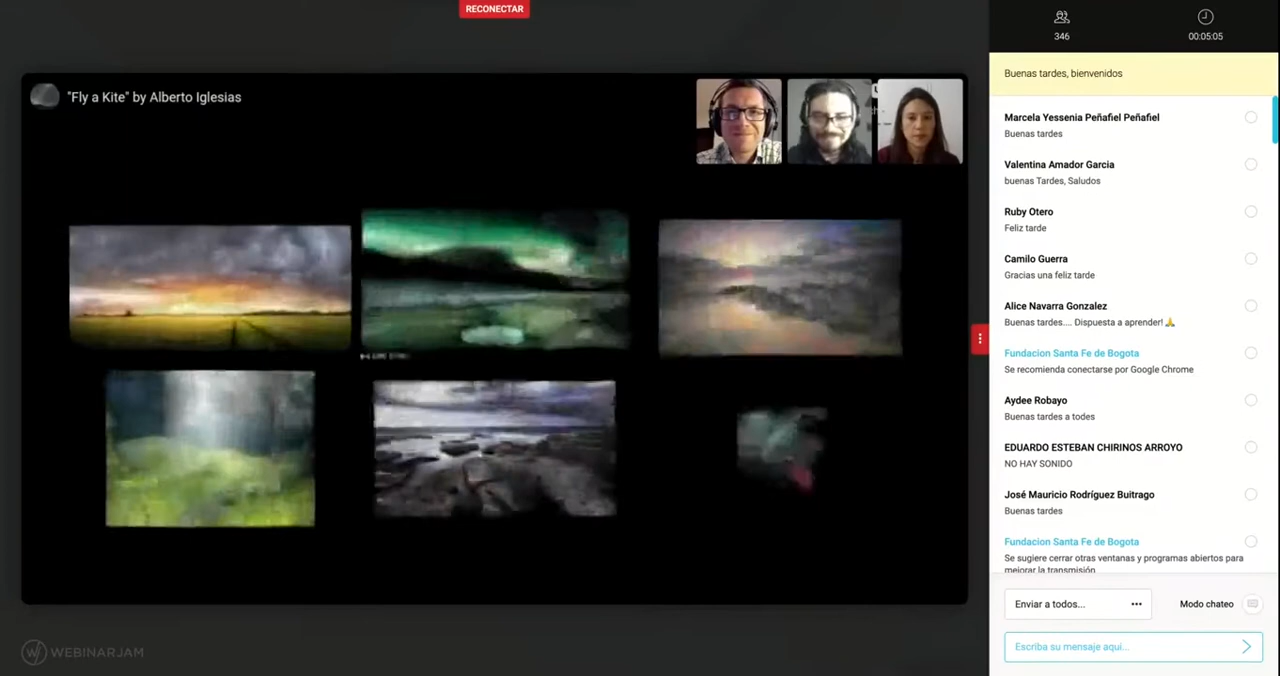 RECONECTAR
"Fly a Kite" by Alberto Iglesias
WEBINARJAM
346
00:05:05
Buenas tardes, bienvenidos
Marcela Yessenia Peñafiel Peñafiel
Buenas tardes
Valentina Amador Garcia
buenas Tardes, Saludos
Ruby Otero
Feliz tarde
Camilo Guerra
Gracias una feliz tarde
Alice Navarra Gonzalez
Buenas tardes.... Dispuesta a aprender! 🙏
Fundacion Santa Fe de Bogota
Se recomienda conectarse por Google Chrome
Aydee Robayo
Buenas tardes a todes
EDUARDO ESTEBAN CHIRINOS ARROYO
NO HAY SONIDO
José Mauricio Rodríguez Buitrago
Buenas tardes
Fundacion Santa Fe de Bogota
Se sugiere cerrar otras ventanas y programas abiertos para
mejorar la transmisión
Enviar a todos...
Modo chateo
Escriba su mensaje aqui...